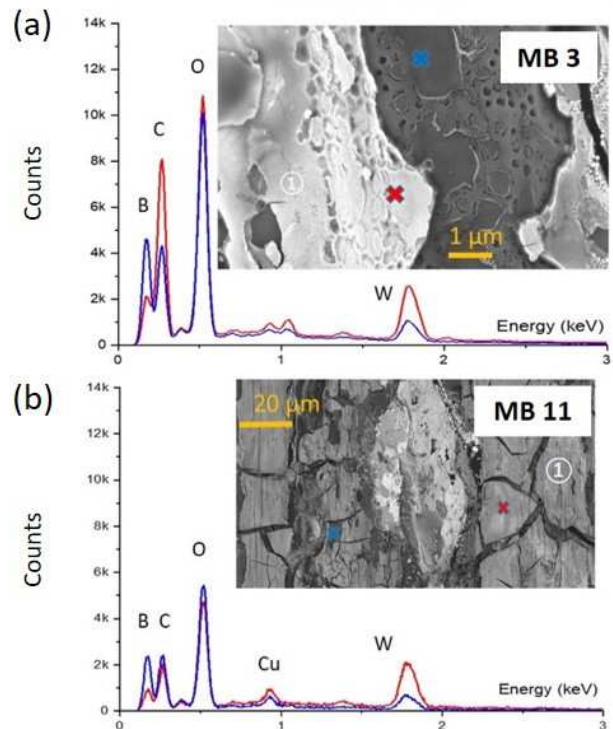 (a)
14k
12k
10k
8k
6k
4k
2k
0
Counts
B
C
O
W
MB 3
①
1 µm
Energy (keV)
0
1
2
3
(b)
14k
12k
10k
8k
6k
4k
2k
0
Counts
B
C
O
Cu
W
20 µm
MB 11
①
Energy (keV)
0
1
2
3